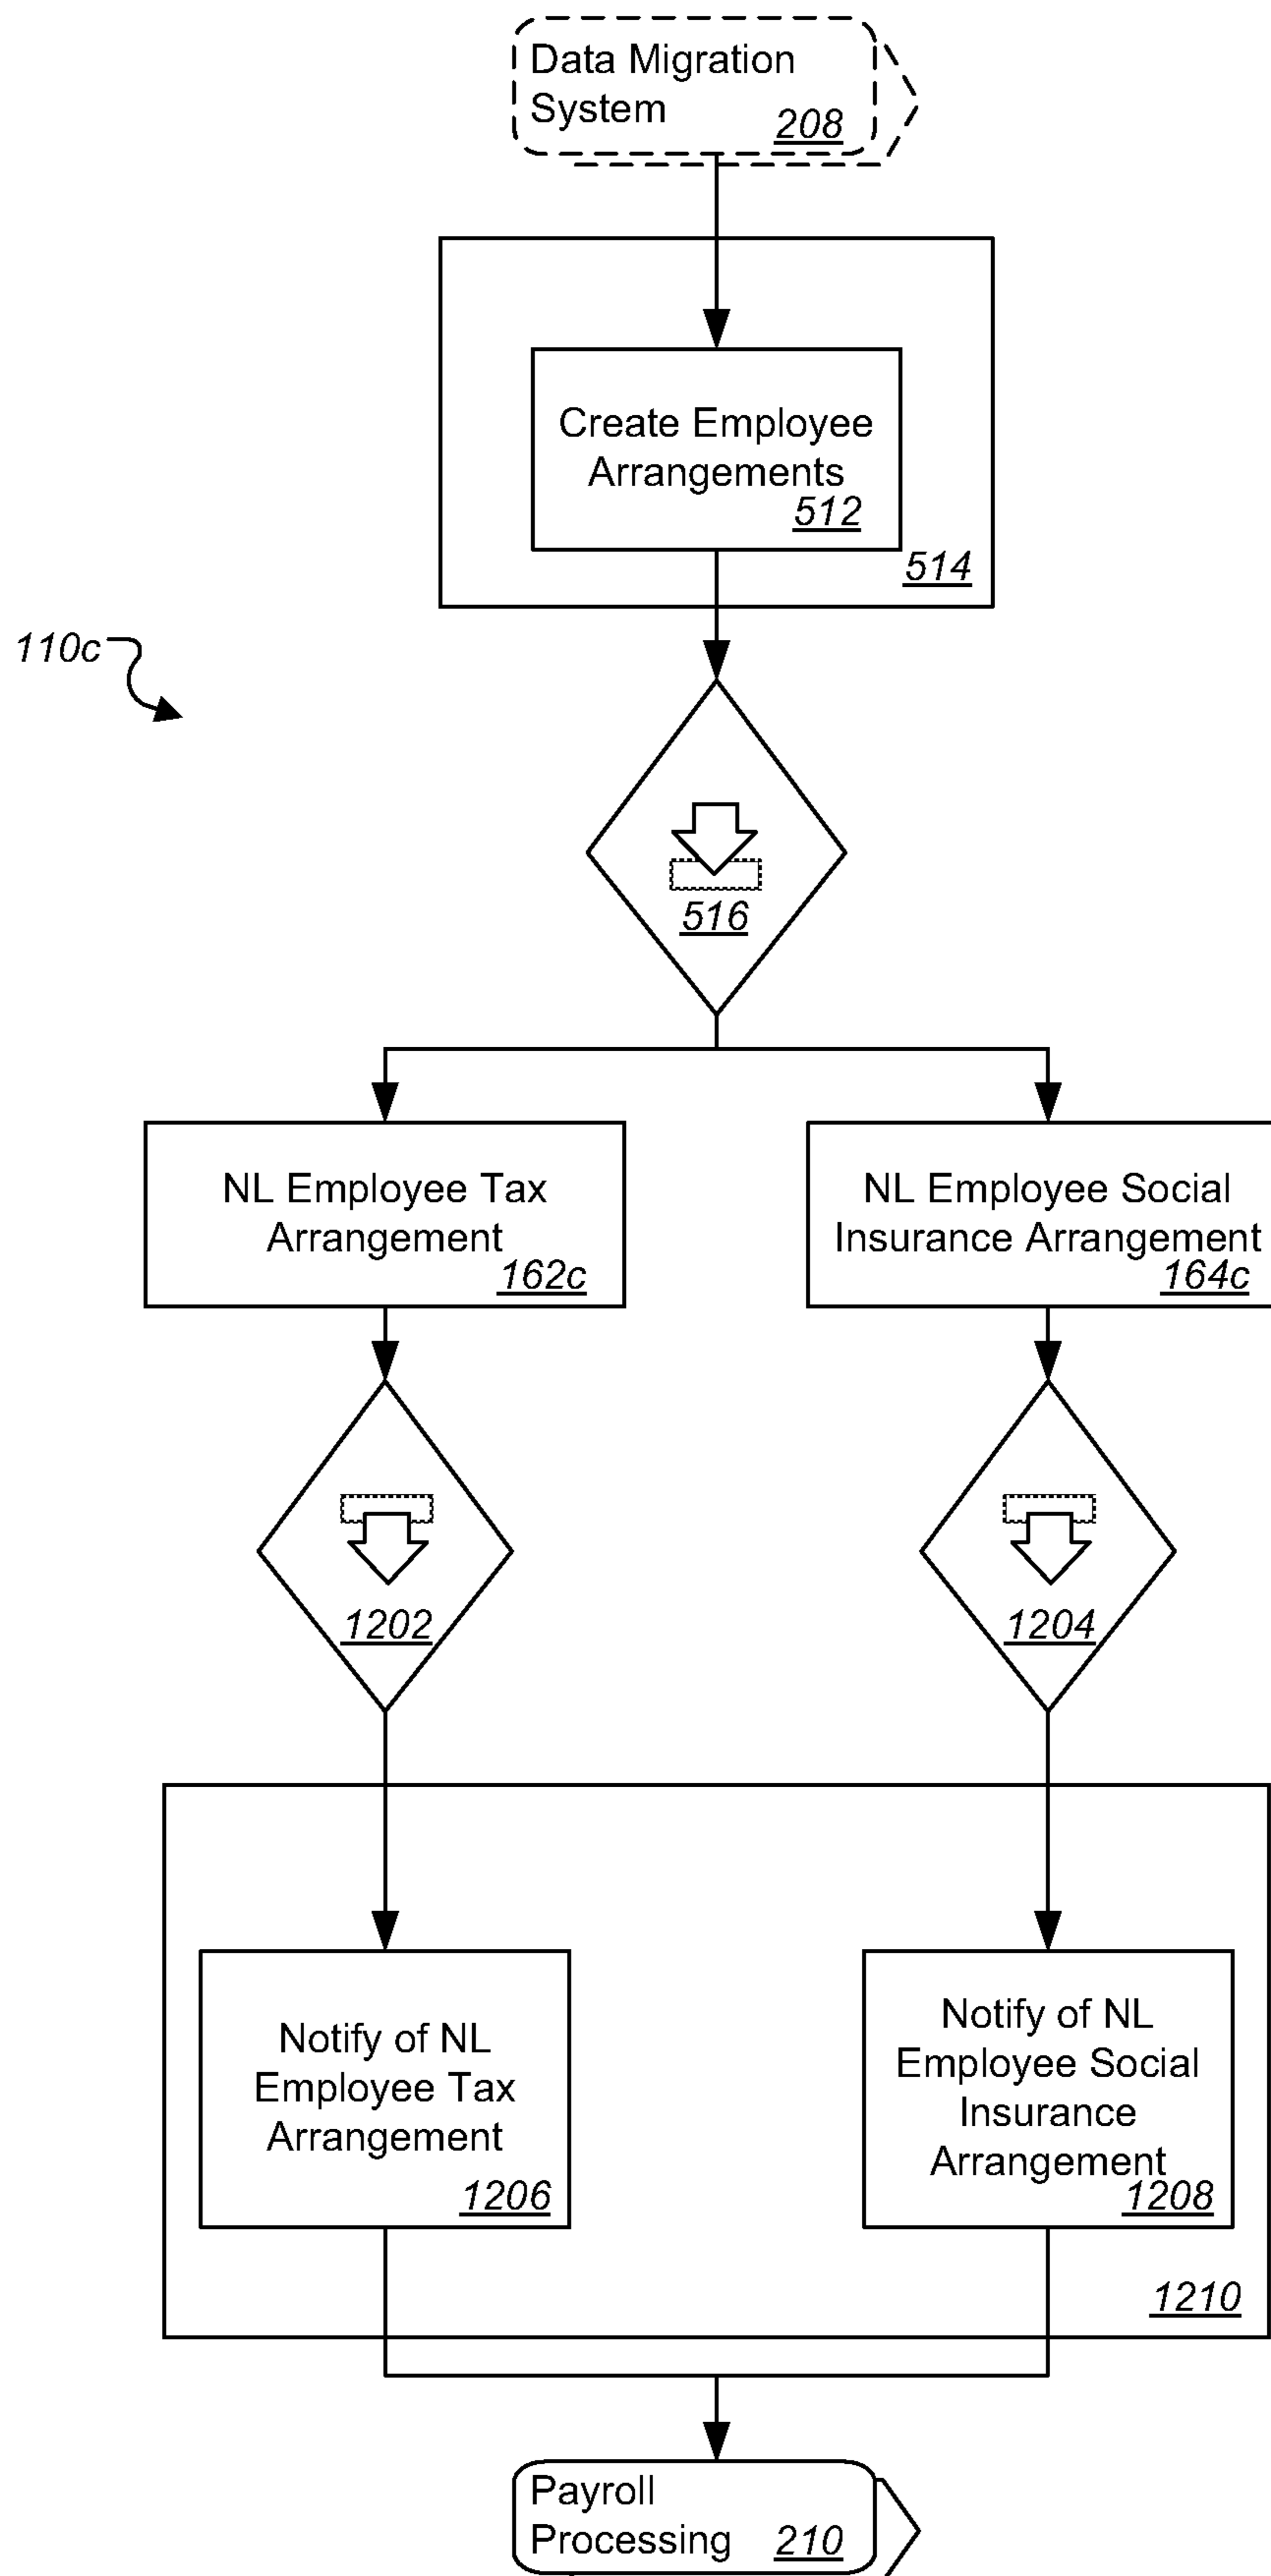 Data Migration
System 208
Create Employee
Arrangements
512
514
110c
516
NL Employee Tax
Arrangement
162c
NL Employee Social
Insurance Arrangement
164c
1202
1204
Notify of NL
Employee Tax
Arrangement
1206
Notify of NL
Employee Social
Insurance
Arrangement
1208
1210
Payroll
Processing 210